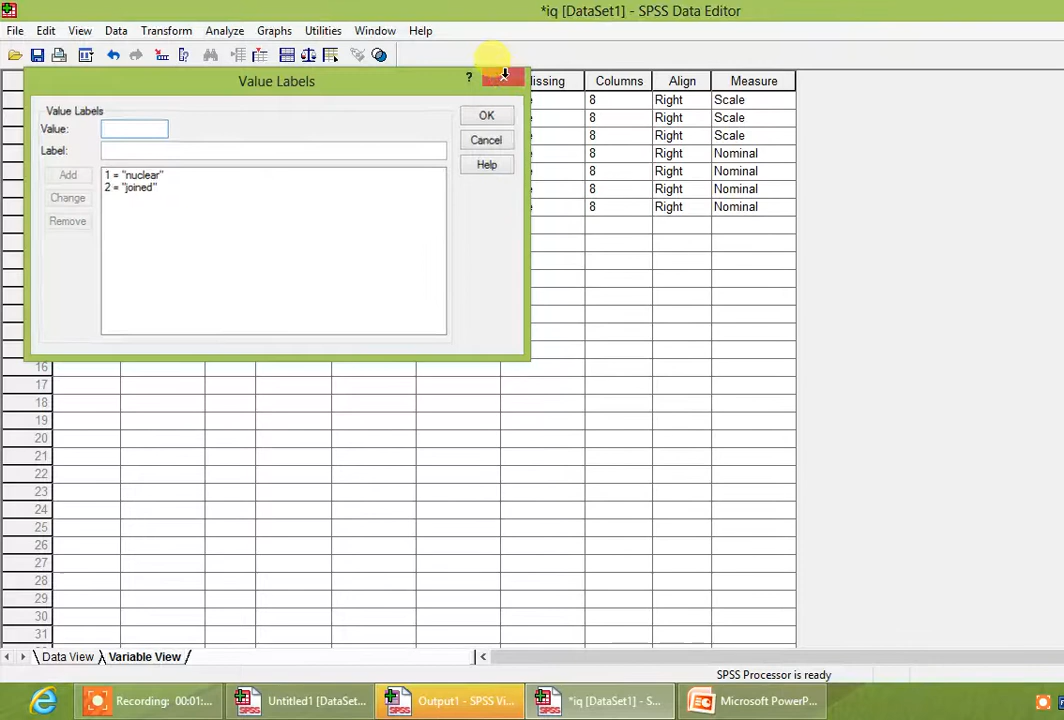 *iq [DataSet1] - SPSS Data Editor
File Edit View Data Transform Analyze Graphs Utilities Window Help
Value Labels
? 
issing Columns Align Measure
Value Labels
Value:
OK
Label:
Cancel
Add
Help
Change
Remove
1 = "nuclear"
2 = "joined"
8 Right Scale
8 Right Scale
8 Right Scale
8 Right Nominal
8 Right Nominal
8 Right Nominal
8 Right Nominal
16
17
18
19
20
21
22
23
24
25
26
27
28
29
30
31
Data View Variable View
SPSS Processor is ready
Recording: 00:01:... Untitled1 [DataSet... Output1 - SPSS Vi... *iq [DataSet1] - S... Microsoft PowerP...